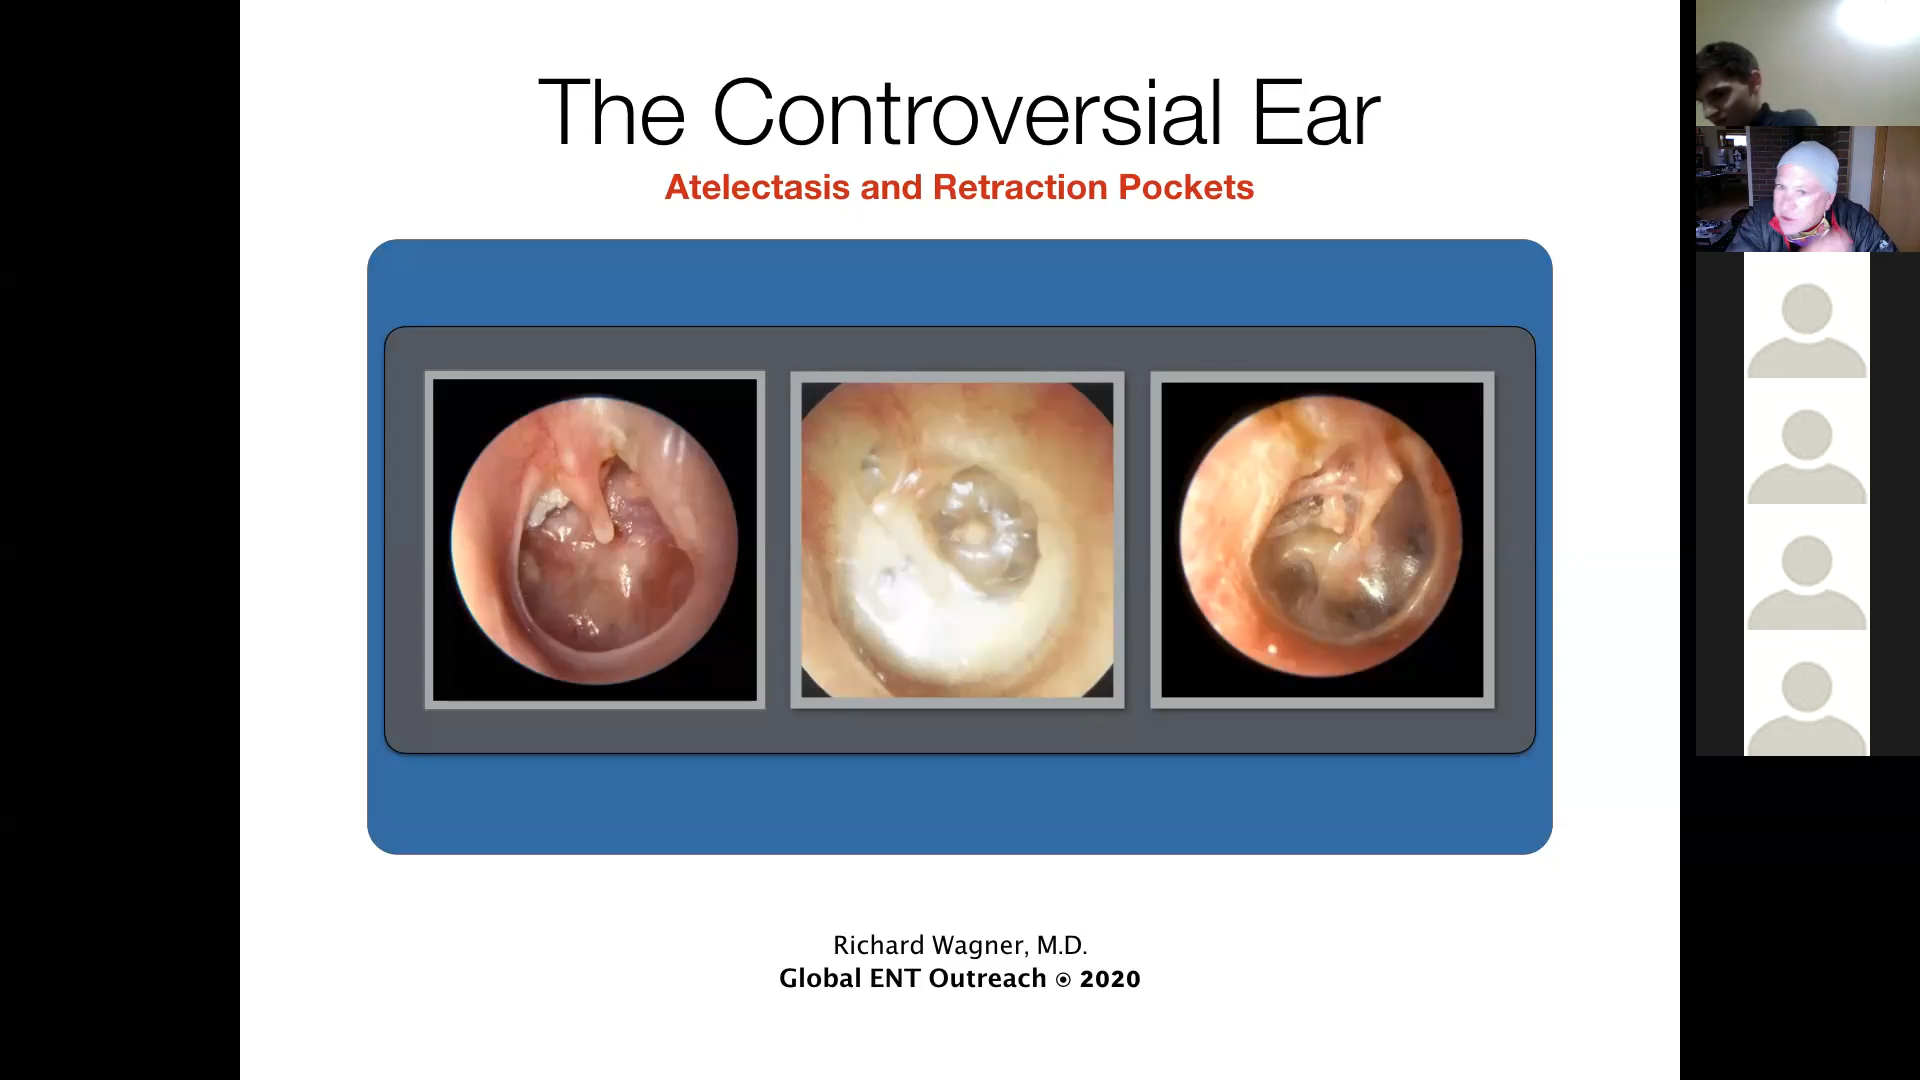 The Controversial Ear
Atelectasis and Retraction Pockets
Richard Wagner, M.D.
Global ENT Outreach ⍟ 2020